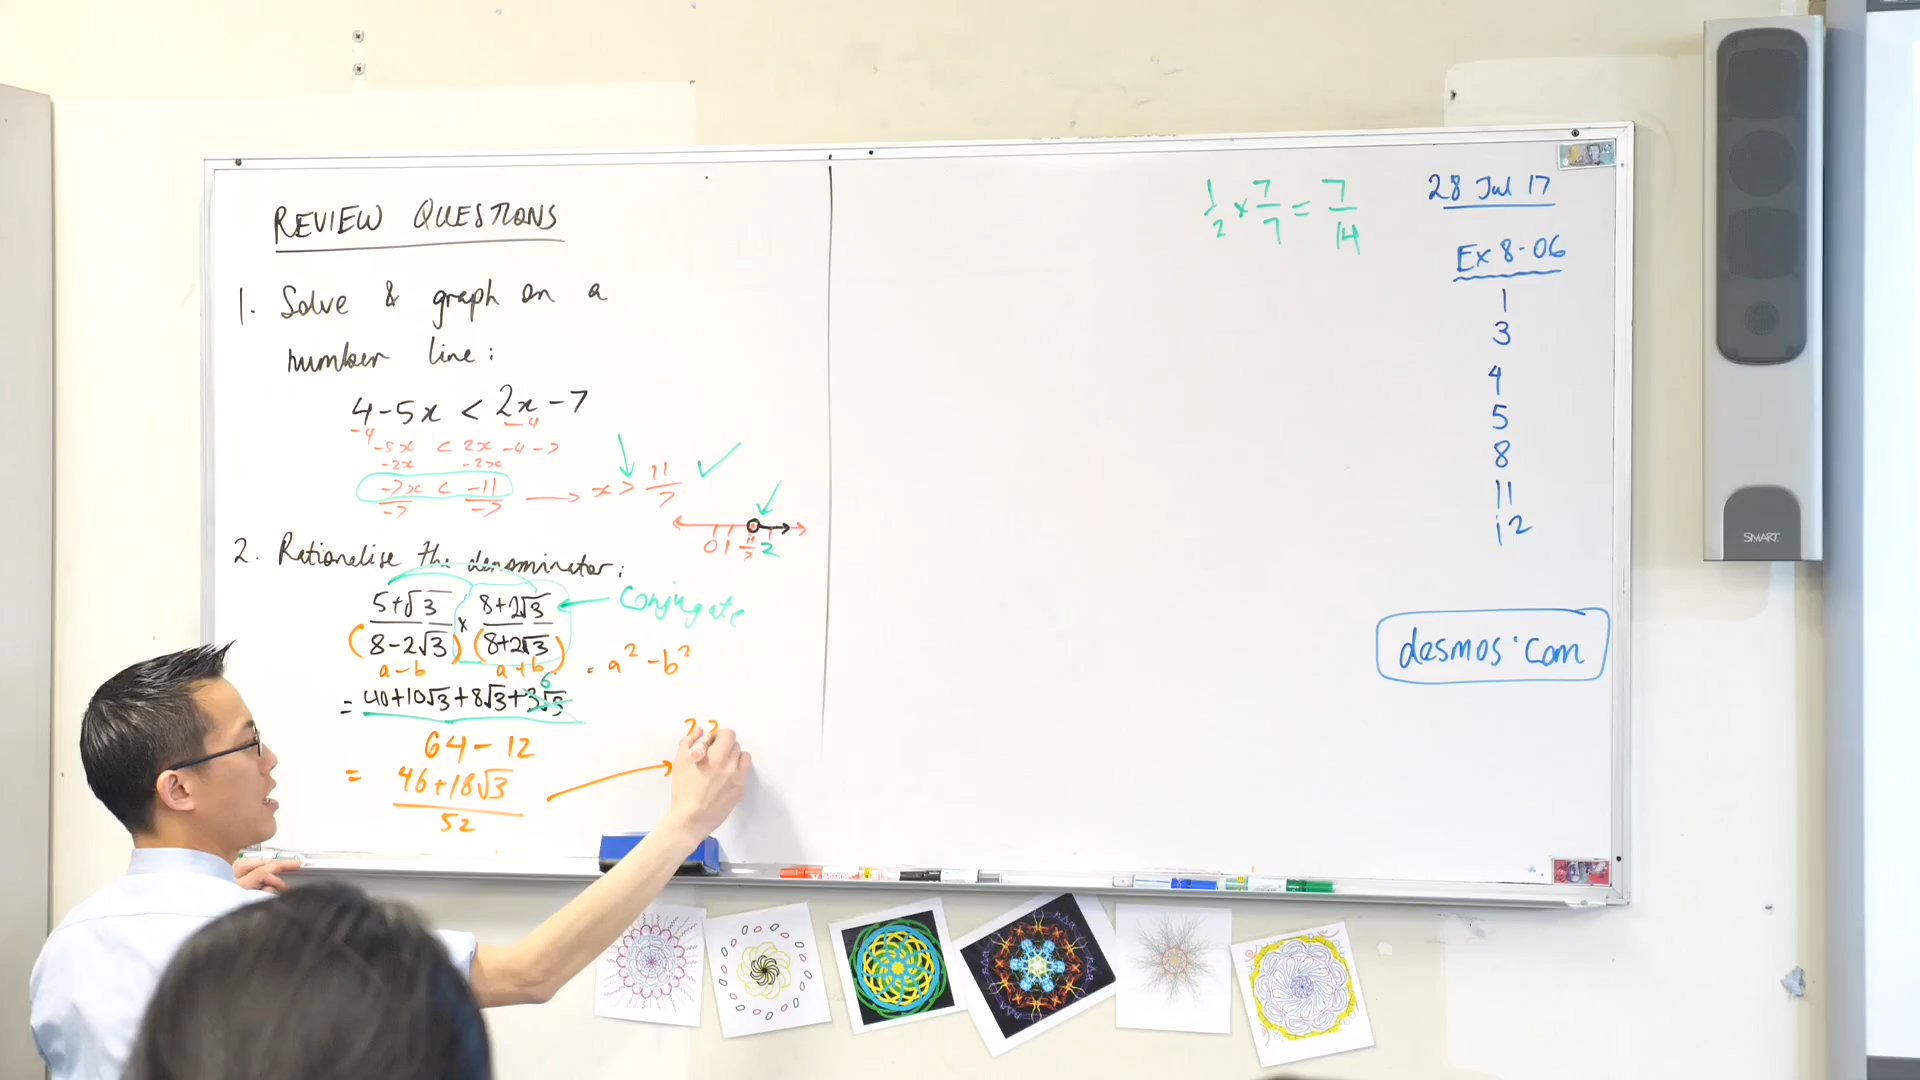 REVIEW QUESTIONS
1. Solve & graph on a
number line:
4-5x < 2x-7
-4 -4
-5x < 2x-4-7
-2x -2x
-7x < -11 → x > 11/7 ✓
-7 -7
0 1 11/7 2
2. Rationalise the denominator:
5+√3 / (8-2√3) × 8+2√3 / (8+2√3) ← Conjugate
a-b a+b = a²-b²
= 40+10√3+8√3+3√3 6
64-12
= 46+18√3 / 52 →
1/2 × 7/7 = 7/14
28 Jul 17
Ex 8-06
1
3
4
5
8
11
12
desmos.com
SMART